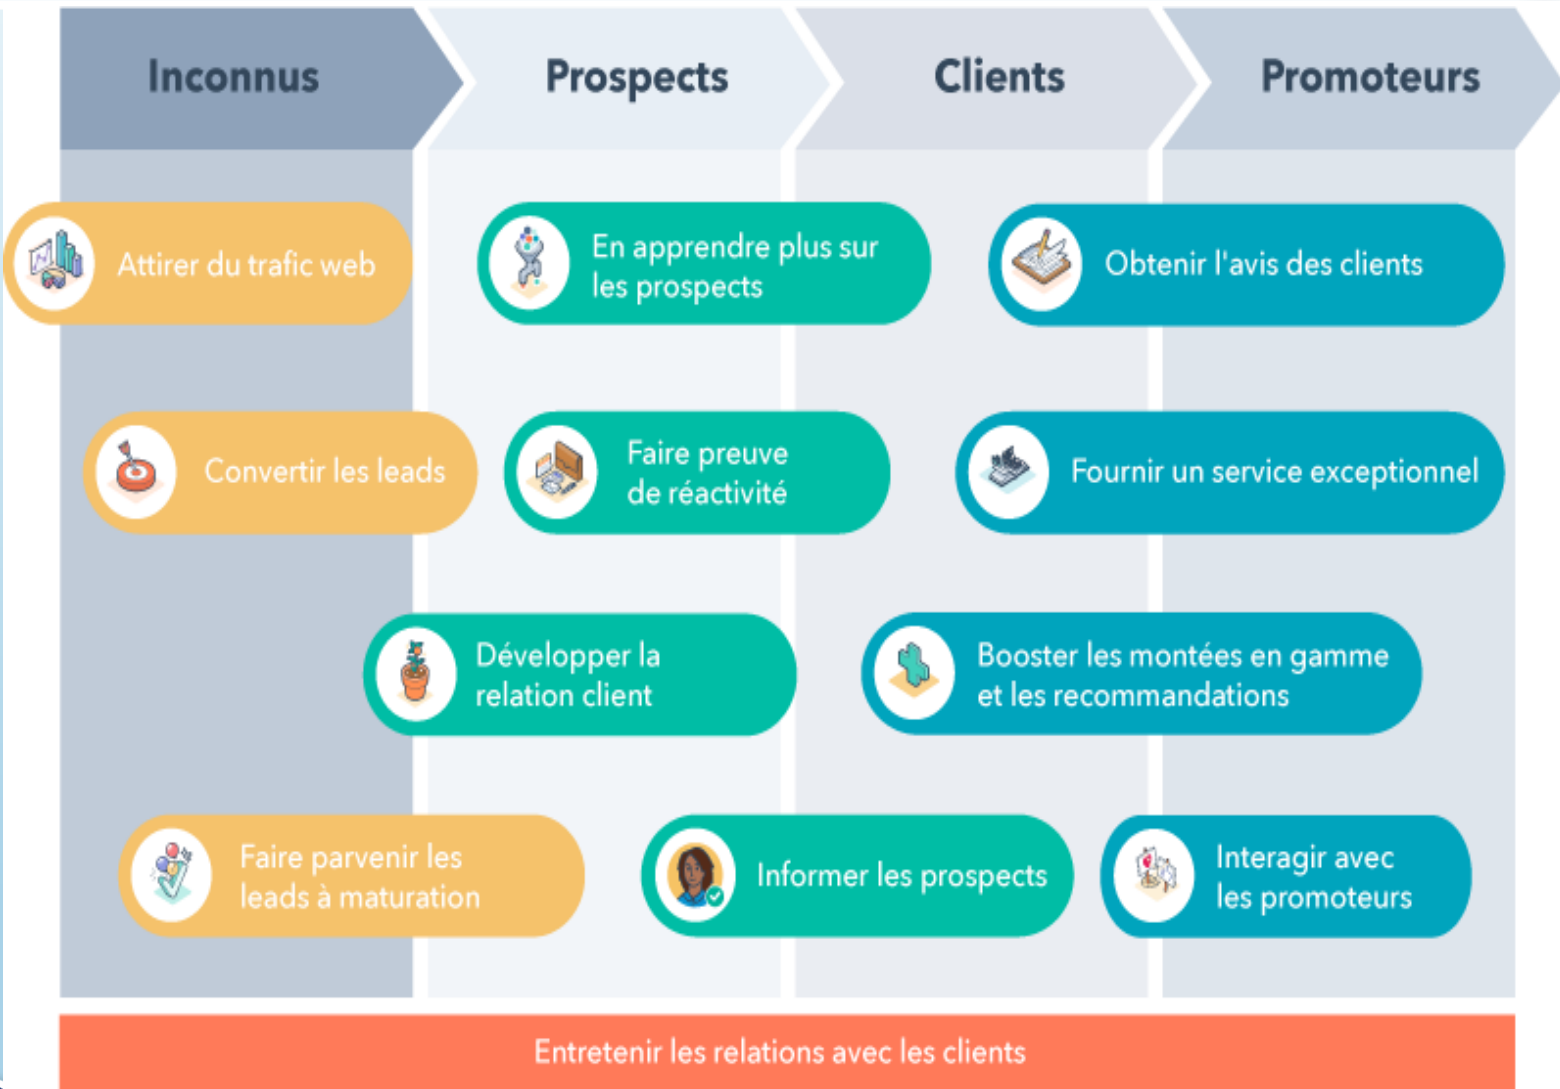 Inconnus
Prospects
Clients
Promoteurs
Attirer du trafic web
En apprendre plus sur
les prospects
Obtenir l'avis des clients
Convertir les leads
Faire preuve
de réactivité
Fournir un service exceptionnel
Développer la
relation client
Booster les montées en gamme
et les recommandations
Faire parvenir les
leads à maturation
Informer les prospects
Interagir avec
les promoteurs
Entretenir les relations avec les clients